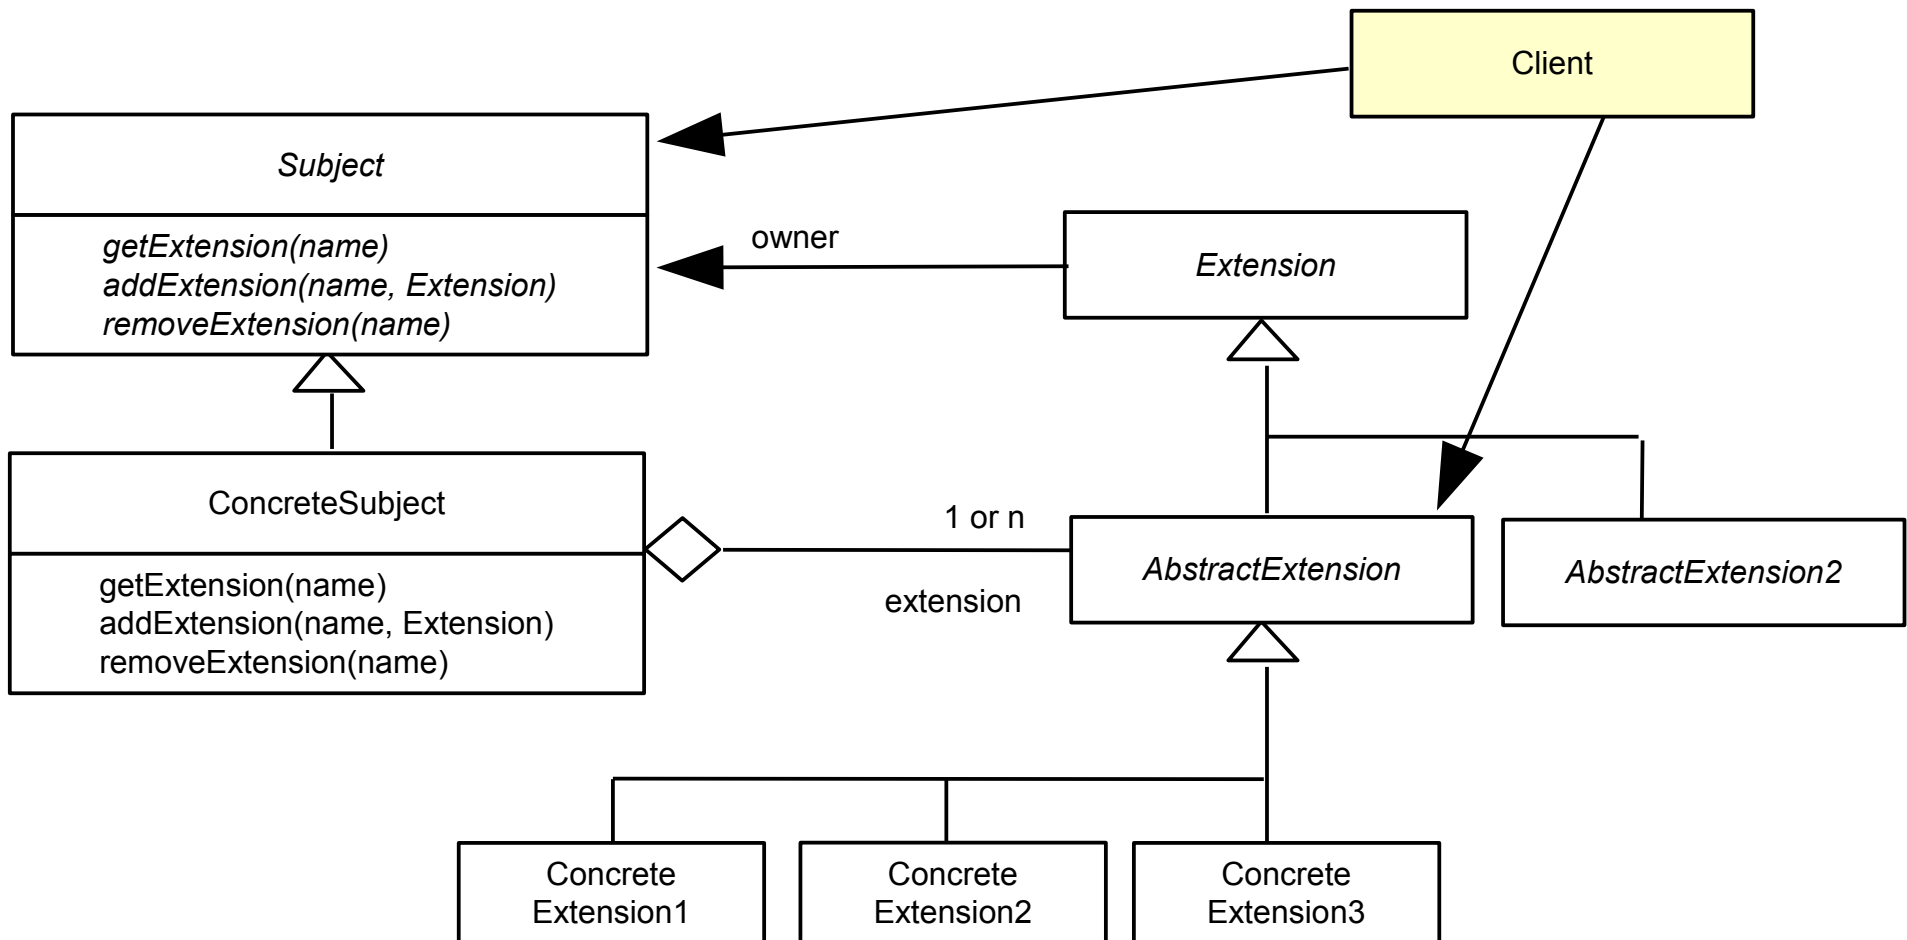 Client
Subject
getExtension(name)
addExtension(name, Extension)
removeExtension(name)
owner
Extension
ConcreteSubject
getExtension(name)
addExtension(name, Extension)
removeExtension(name)
1 or n
extension
AbstractExtension
AbstractExtension2
Concrete
Extension1
Concrete
Extension2
Concrete
Extension3